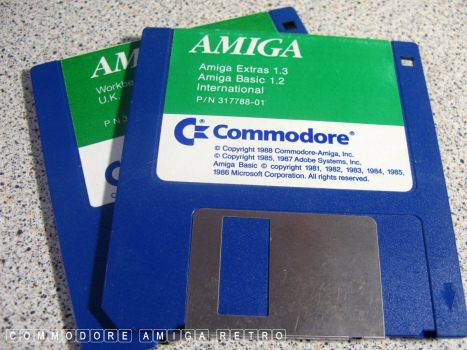 AMIGA
Amiga Extras 1.3
Amiga Basic 1.2
International
P/N 317788-01
Commodore®
© Copyright 1988 Commodore-Amiga, Inc.
© Copyright 1985, 1987 Adobe Systems, Inc.
Amiga Basic © copyright 1981, 1982, 1983, 1984, 1985,
1986 Microsoft Corporation. All rights reserved.
AM
Workbe
U.K.
P/N 3
COMMODORE AMIGA RETRO